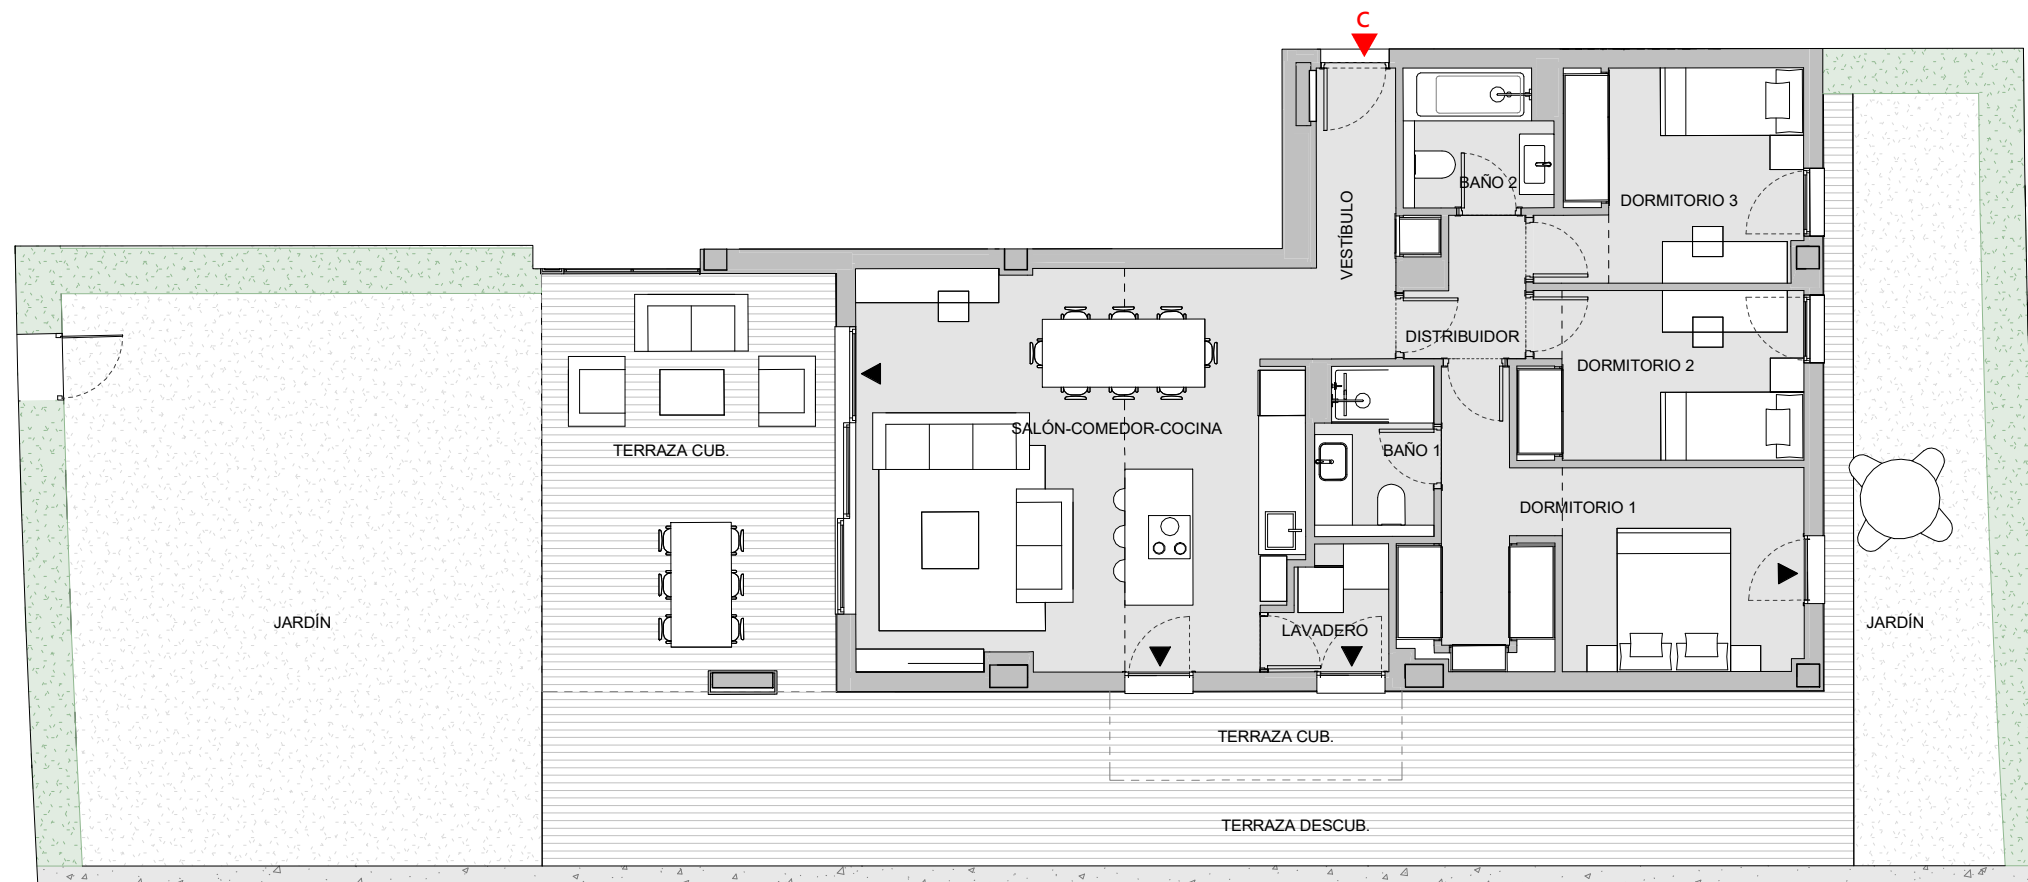 C
BAÑO 2
DORMITORIO 3
VESTÍBULO
DISTRIBUIDOR
DORMITORIO 2
SALÓN-COMEDOR-COCINA
TERRAZA CUB.
BAÑO 1
DORMITORIO 1
JARDÍN
LAVADERO
JARDÍN
TERRAZA CUB.
TERRAZA DESCUB.